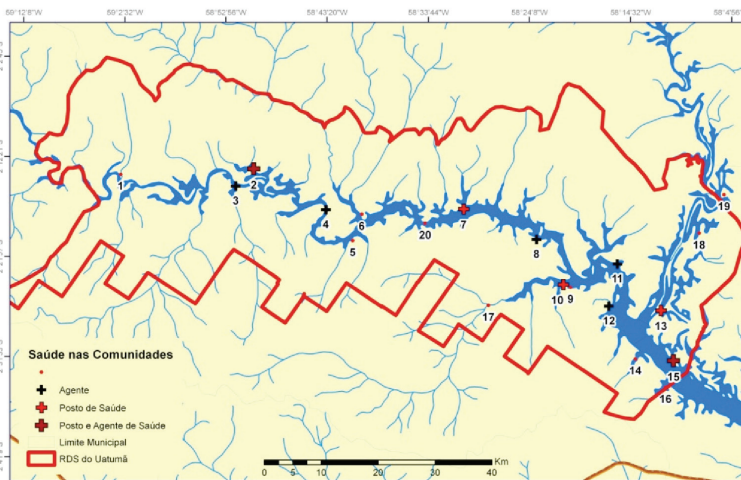 59°12'8"W 59°2'32"W 58°52'56"W 58°43'20"W 58°33'44"W 58°24'8"W 58°14'32"W 58°4'56"
1
2
3
4
5
6
20
7
8
19
18
11
10 9
17
12
13
14
15
16
Saúde nas Comunidades
Agente
Posto de Saúde
Posto e Agente de Saúde
Limite Municipal
RDS do Uatumã
Km
0 5 10 20 30 40